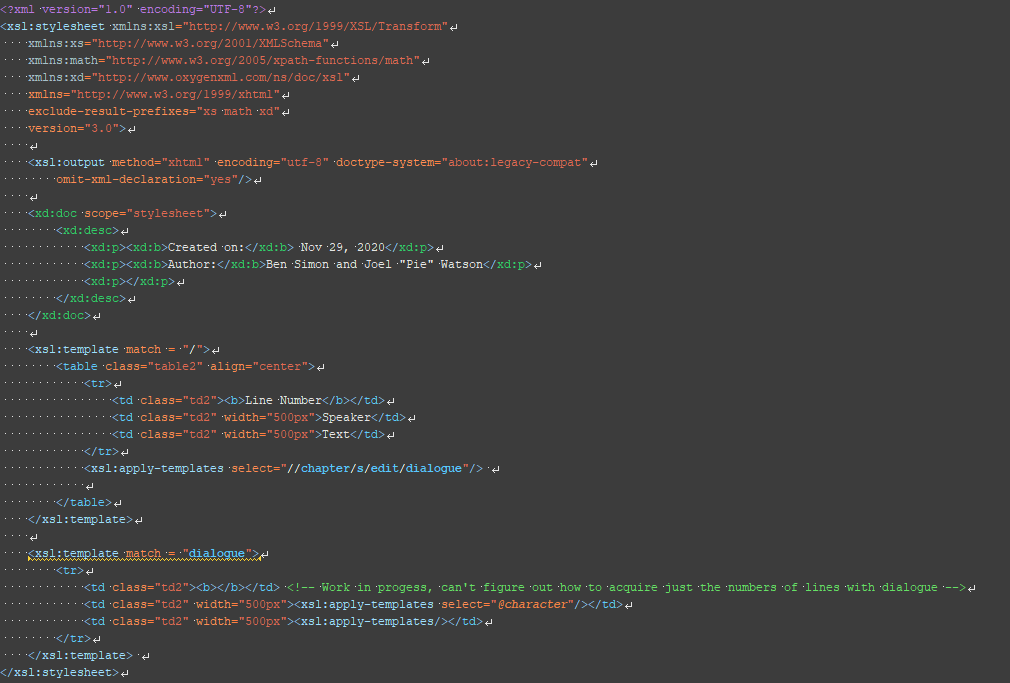 <?xml version="1.0" encoding="UTF-8"?>
<xsl:stylesheet xmlns:xsl="http://www.w3.org/1999/XSL/Transform"
    xmlns:xs="http://www.w3.org/2001/XMLSchema"
    xmlns:math="http://www.w3.org/2005/xpath-functions/math"
    xmlns:xd="http://www.oxygenxml.com/ns/doc/xsl"
    xmlns="http://www.w3.org/1999/xhtml"
    exclude-result-prefixes="xs math xd"
    version="3.0">
    
    <xsl:output method="xhtml" encoding="utf-8" doctype-system="about:legacy-compat"
        omit-xml-declaration="yes"/>
    
    <xd:doc scope="stylesheet">
        <xd:desc>
            <xd:p><xd:b>Created on:</xd:b> Nov 29, 2020</xd:p>
            <xd:p><xd:b>Author:</xd:b>Ben Simon and Joel "Pie" Watson</xd:p>
            <xd:p></xd:p>
        </xd:desc>
    </xd:doc>
    
    <xsl:template match = "/">
        <table class="table2" align="center">
            <tr>
                <td class="td2"><b>Line Number</b></td>
                <td class="td2" width="500px">Speaker</td>
                <td class="td2" width="500px">Text</td>
            </tr>
            <xsl:apply-templates select="//chapter/s/edit/dialogue"/> 
            
        </table>
    </xsl:template>
    
    <xsl:template match = "dialogue">
        <tr>
            <td class="td2"><b></b></td> <!-- Work in progess, can't figure out how to acquire just the numbers of lines with dialogue -->
            <td class="td2" width="500px"><xsl:apply-templates select="@character"/></td>
            <td class="td2" width="500px"><xsl:apply-templates/></td>
        </tr>
    </xsl:template> 
</xsl:stylesheet>